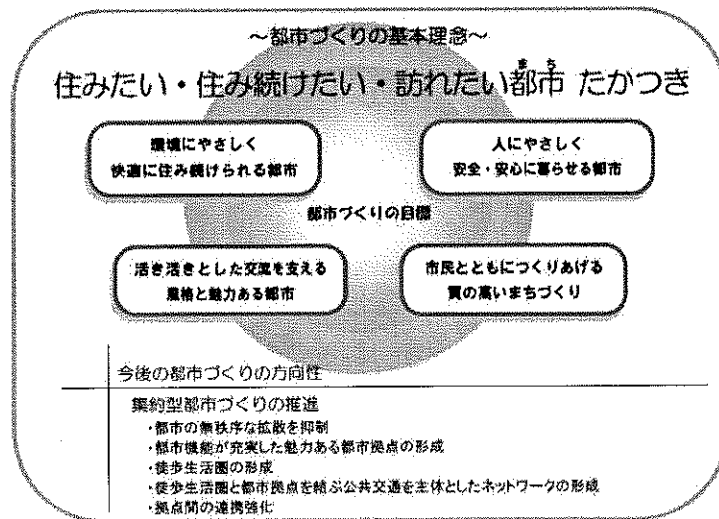 ～都市づくりの基本理念～
住みたい・住み続けたい・訪れたい都市 たかつき
まち
環境にやさしく
快適に住み続けられる都市
人にやさしく
安全・安心に暮らせる都市
都市づくりの目標
活き活きとした交流を支える
風格と魅力ある都市
市民とともにつくりあげる
質の高いまちづくり
今後の都市づくりの方向性
集約型都市づくりの推進
・都市の無秩序な拡散を抑制
・都市機能が充実した魅力ある都市拠点の形成
・徒歩生活圏の形成
・徒歩生活圏と都市拠点を結ぶ公共交通を主体としたネットワークの形成
・拠点間の連携強化